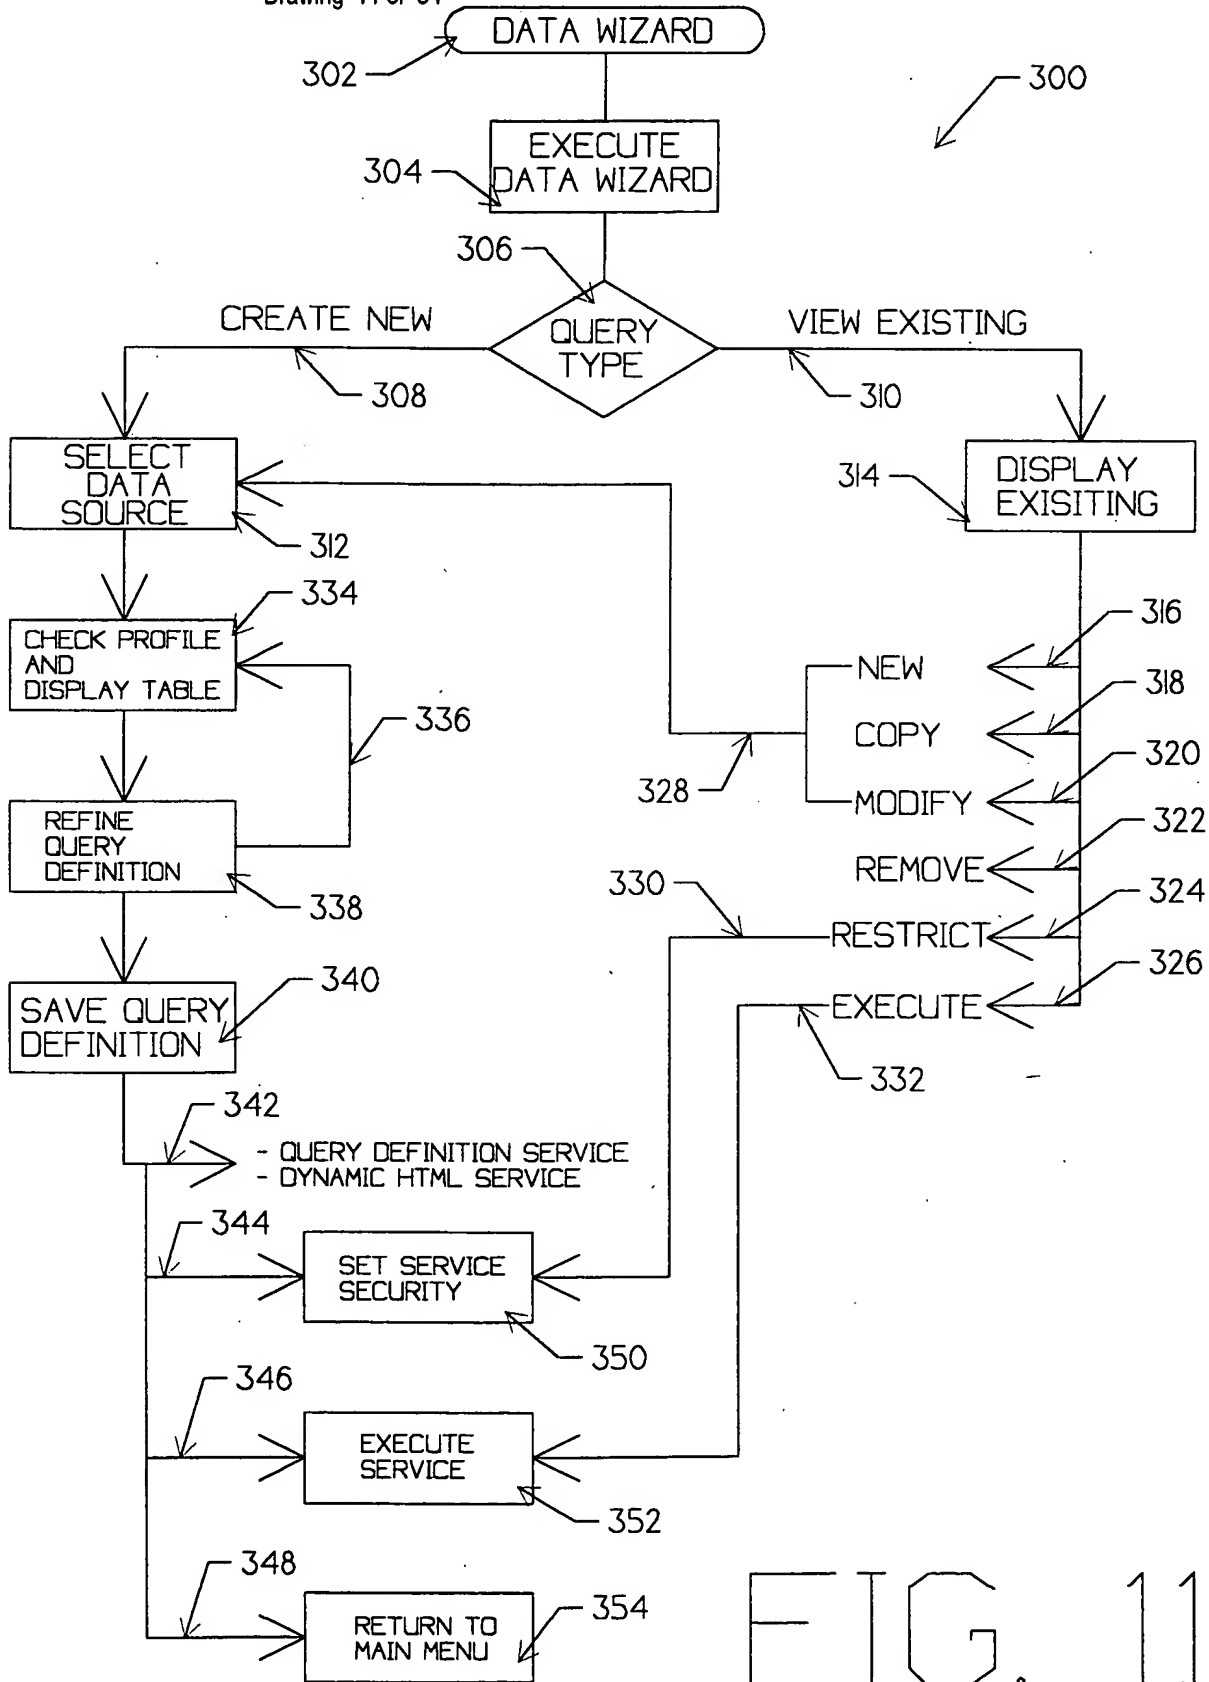 DATA WIZARD
302
300
EXECUTE
DATA WIZARD
304
306
CREATE NEW
QUERY
TYPE
VIEW EXISTING
308
310
SELECT
DATA
SOURCE
312
DISPLAY
EXISITING
314
334
CHECK PROFILE
AND
DISPLAY TABLE
336
316
NEW
318
COPY
320
MODIFY
328
322
REMOVE
REFINE
QUERY
DEFINITION
338
330
324
RESTRICT
326
EXECUTE
332
340
SAVE QUERY
DEFINITION
342
- QUERY DEFINITION SERVICE
- DYNAMIC HTML SERVICE
344
SET SERVICE
SECURITY
350
346
EXECUTE
SERVICE
352
348
RETURN TO
MAIN MENU
354
FIG. 11